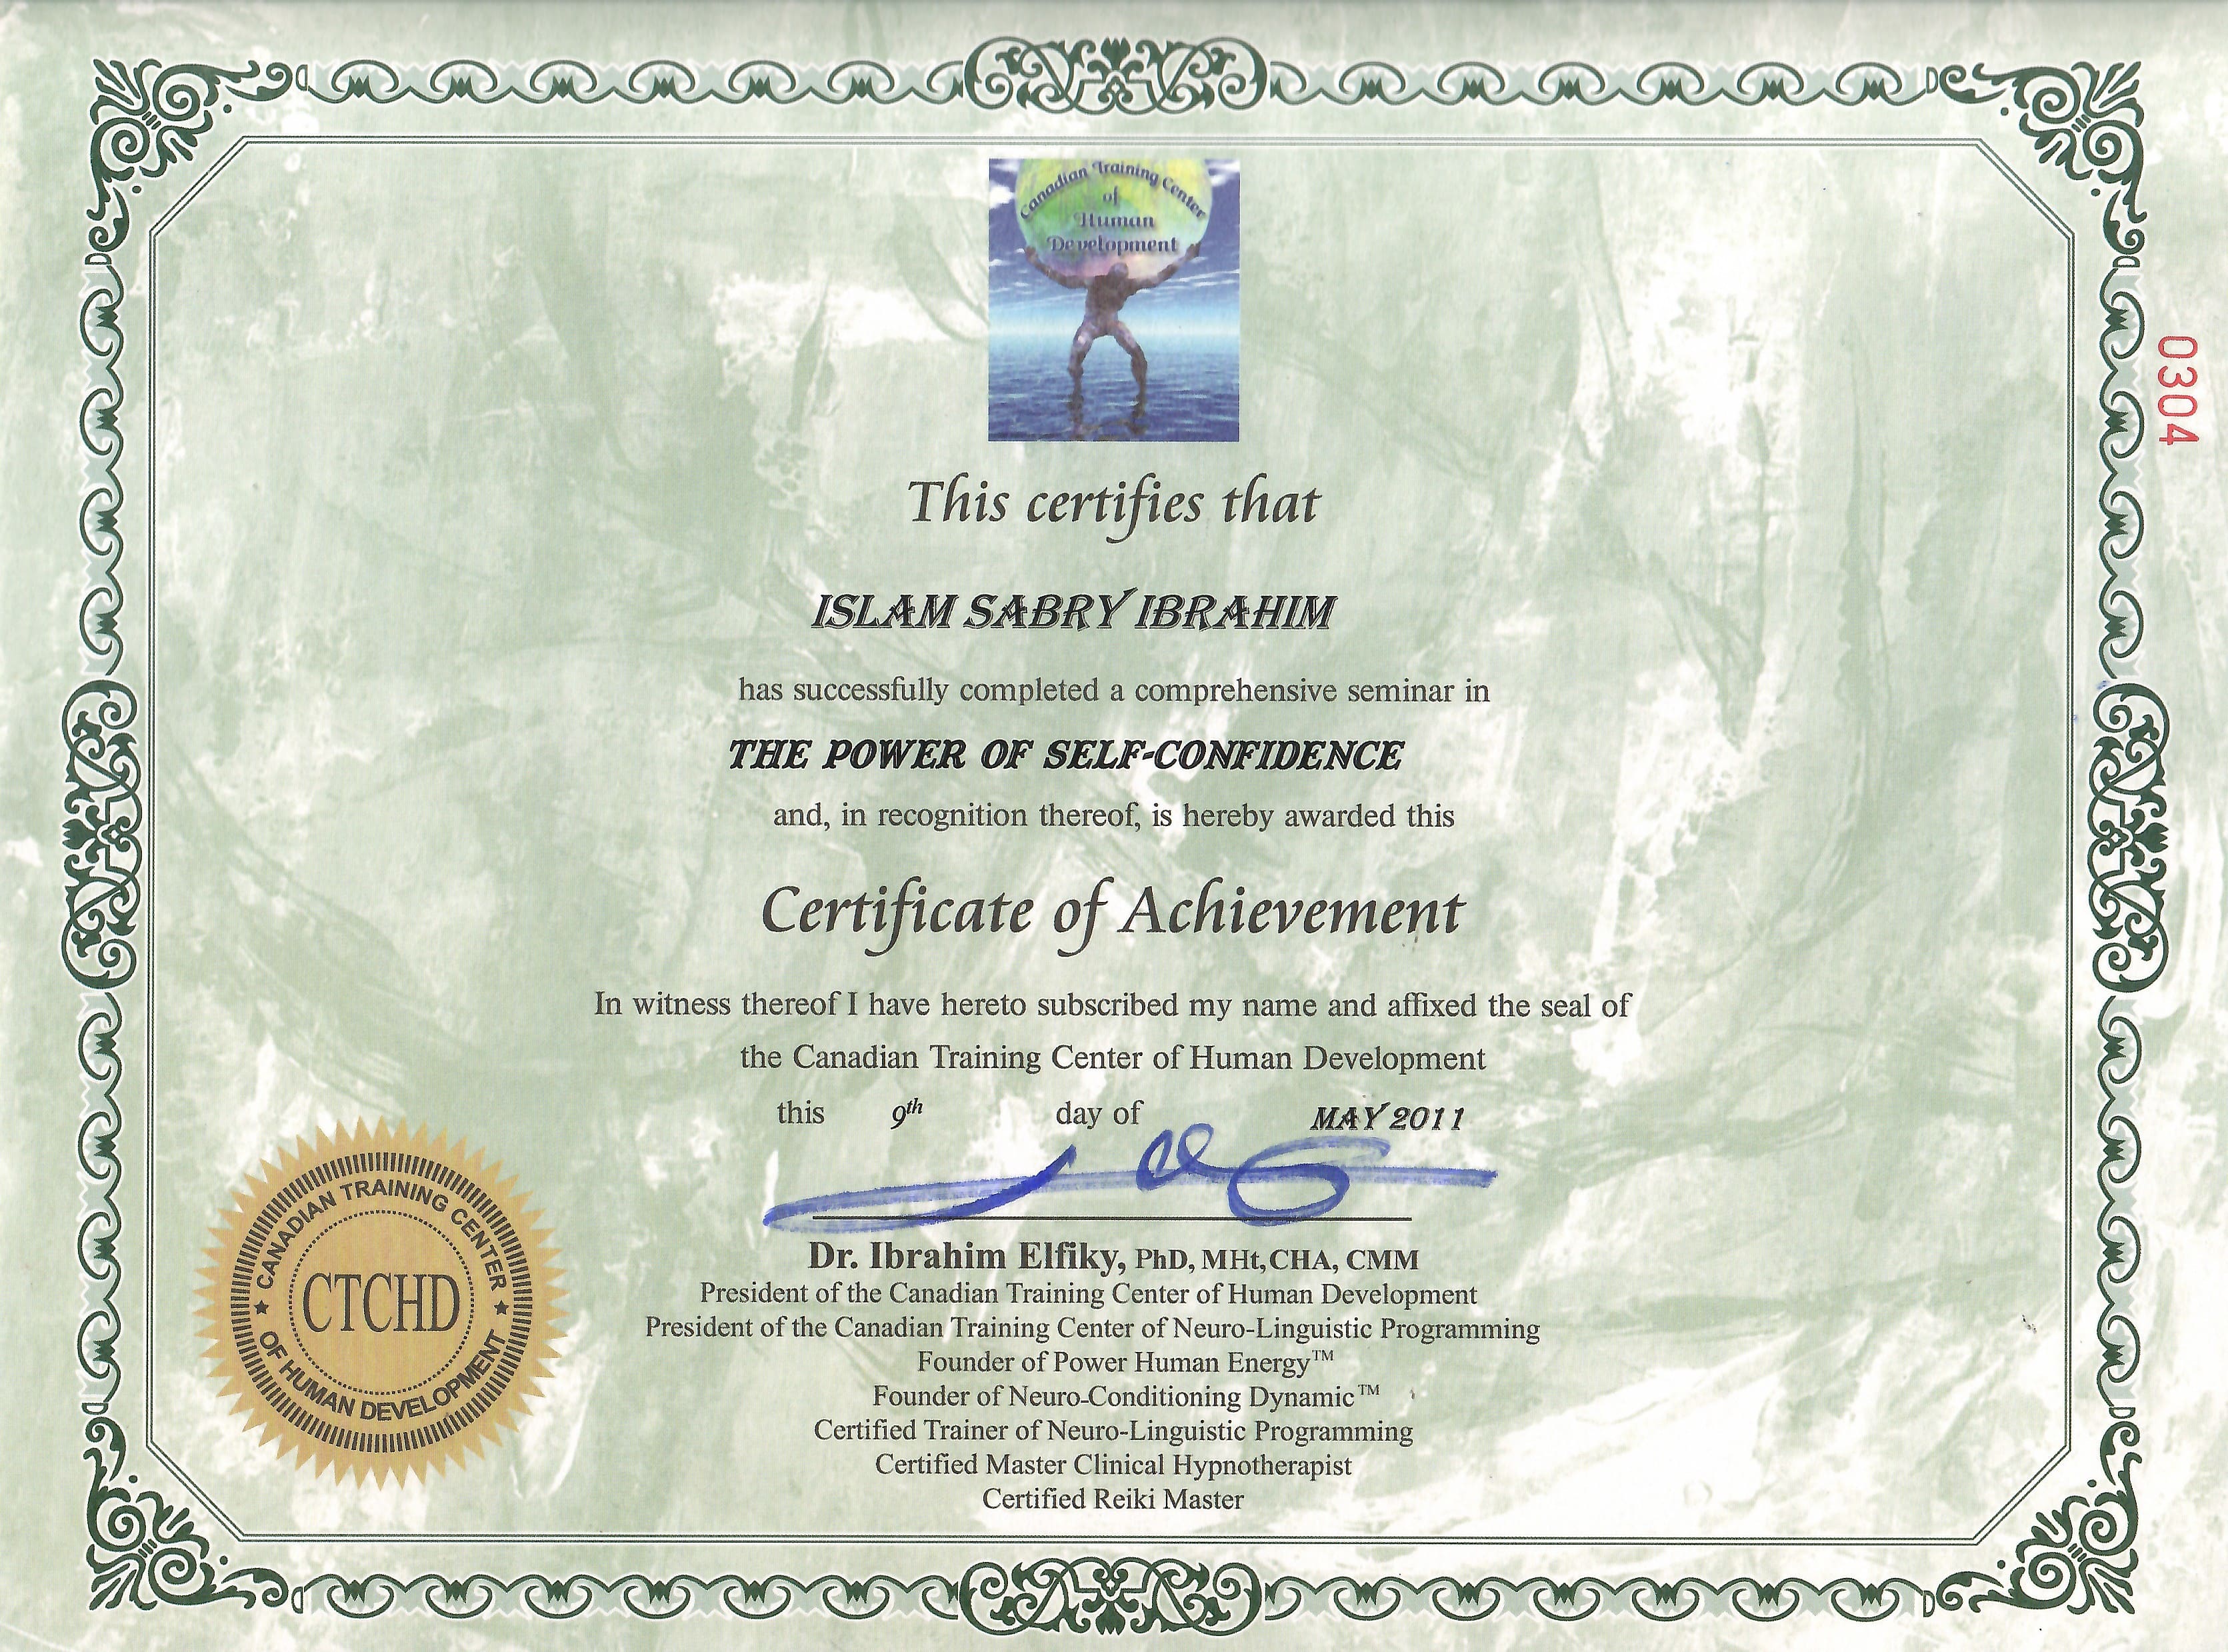 Canadian Training Center
of
Human
Development
0304
This certifies that
ISLAM SABRY IBRAHIM
has successfully completed a comprehensive seminar in
THE POWER OF SELF-CONFIDENCE
and, in recognition thereof, is hereby awarded this
Certificate of Achievement
In witness thereof I have hereto subscribed my name and affixed the seal of
the Canadian Training Center of Human Development
this 9th day of MAY 2011
Dr. Ibrahim Elfiky, PhD, MHt,CHA, CMM
President of the Canadian Training Center of Human Development
President of the Canadian Training Center of Neuro-Linguistic Programming
Founder of Power Human Energy™
Founder of Neuro-Conditioning Dynamic™
Certified Trainer of Neuro-Linguistic Programming
Certified Master Clinical Hypnotherapist
Certified Reiki Master
CANADIAN TRAINING CENTER
CTCHD
OF HUMAN DEVELOPMENT